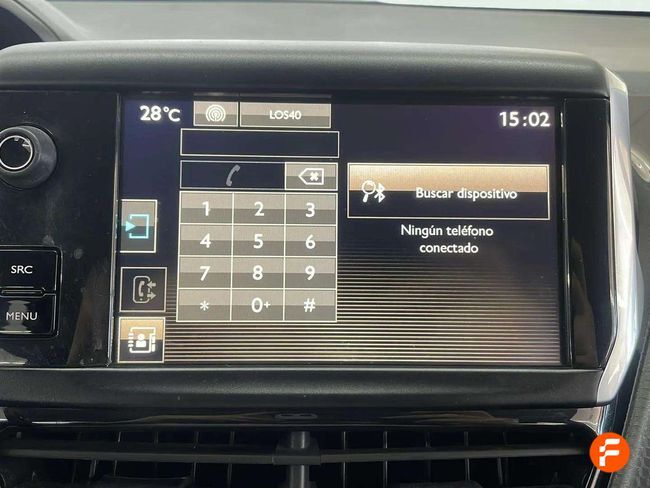 28°C
LOS40
15:02
Buscar dispositivo
Ningún teléfono
conectado
1 2 3
4 5 6
7 8 9
* 0+ #
SRC
MENU